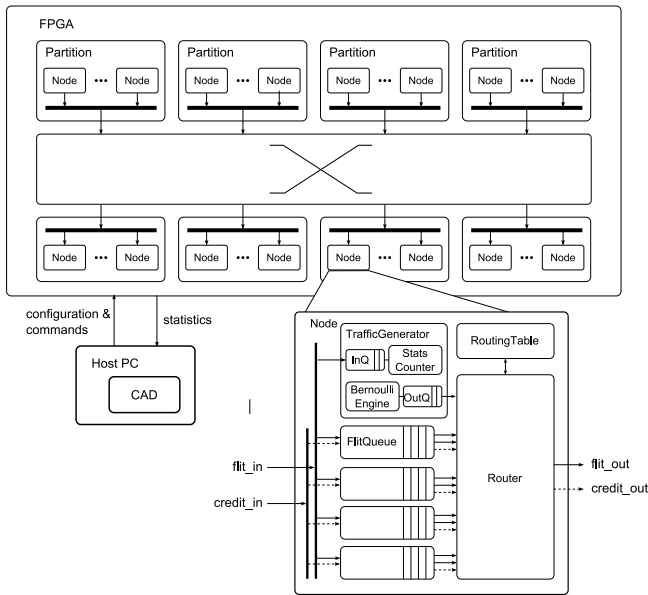 FPGA
Partition Partition Partition Partition
Node ••• Node Node ••• Node Node ••• Node Node ••• Node
Node ••• Node Node ••• Node Node ••• Node Node ••• Node
configuration &
commands
statistics
Host PC
CAD
Node
TrafficGenerator
InQ
Stats
Counter
Bernoulli
Engine
OutQ
RoutingTable
FlitQueue
Router
flit_in
credit_in
flit_out
credit_out